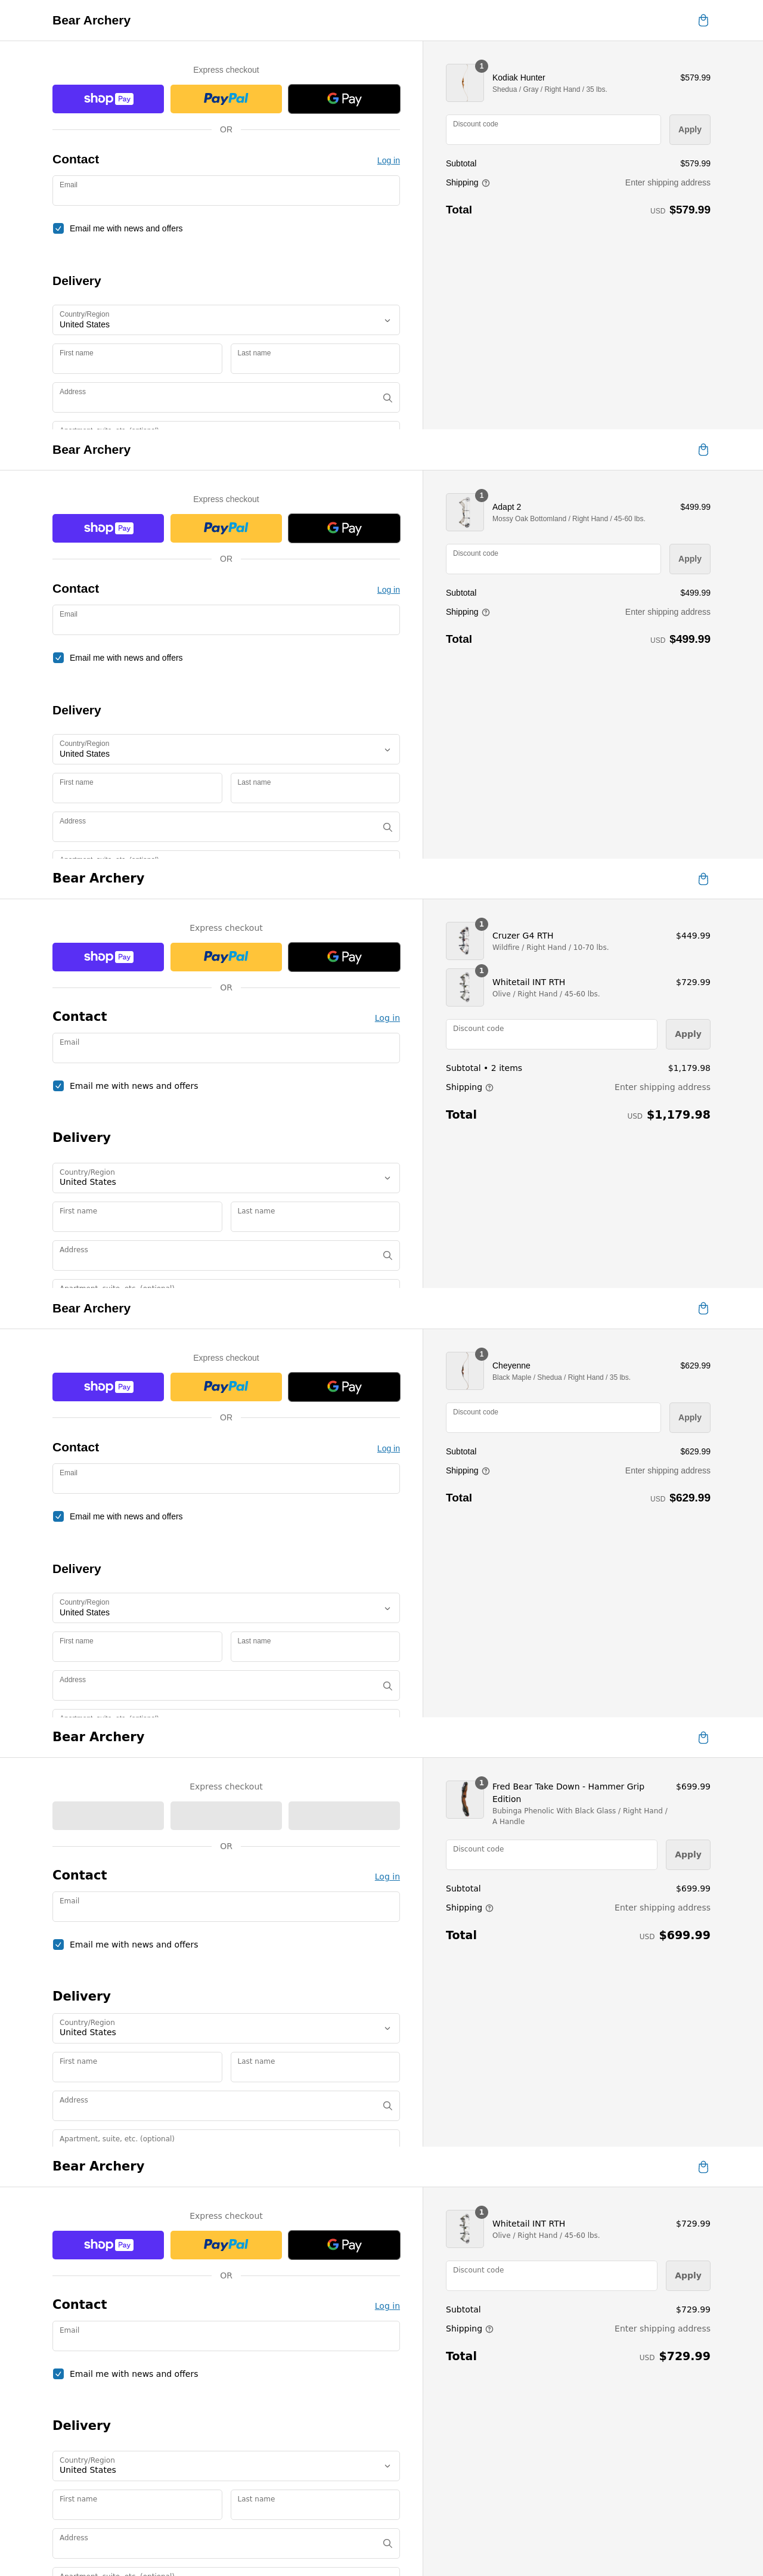 Bear Archery
Express checkout
shop Pay
PayPal
G Pay
OR
Contact
Log in
Email
Email me with news and offers
Delivery
Country/Region
United States
First name
Last name
Address
Apartment, suite, etc. (optional)
1
Kodiak Hunter
$579.99
Shedua / Gray / Right Hand / 35 lbs.
Discount code
Apply
Subtotal
$579.99
Shipping
Enter shipping address
Total
USD $579.99
Bear Archery
Express checkout
shop Pay
PayPal
G Pay
OR
Contact
Log in
Email
Email me with news and offers
Delivery
Country/Region
United States
First name
Last name
Address
Apartment, suite, etc. (optional)
1
Adapt 2
$499.99
Mossy Oak Bottomland / Right Hand / 45-60 lbs.
Discount code
Apply
Subtotal
$499.99
Shipping
Enter shipping address
Total
USD $499.99
Bear Archery
Express checkout
shop Pay
PayPal
G Pay
OR
Contact
Log in
Email
Email me with news and offers
Delivery
Country/Region
United States
First name
Last name
Address
Apartment, suite, etc. (optional)
1
Cruzer G4 RTH
$449.99
Wildfire / Right Hand / 10-70 lbs.
1
Whitetail INT RTH
$729.99
Olive / Right Hand / 45-60 lbs.
Discount code
Apply
Subtotal • 2 items
$1,179.98
Shipping
Enter shipping address
Total
USD $1,179.98
Bear Archery
Express checkout
shop Pay
PayPal
G Pay
OR
Contact
Log in
Email
Email me with news and offers
Delivery
Country/Region
United States
First name
Last name
Address
Apartment, suite, etc. (optional)
1
Cheyenne
$629.99
Black Maple / Shedua / Right Hand / 35 lbs.
Discount code
Apply
Subtotal
$629.99
Shipping
Enter shipping address
Total
USD $629.99
Bear Archery
Express checkout
OR
Contact
Log in
Email
Email me with news and offers
Delivery
Country/Region
United States
First name
Last name
Address
Apartment, suite, etc. (optional)
1
Fred Bear Take Down - Hammer Grip
Edition
$699.99
Bubinga Phenolic With Black Glass / Right Hand /
A Handle
Discount code
Apply
Subtotal
$699.99
Shipping
Enter shipping address
Total
USD $699.99
Bear Archery
Express checkout
shop Pay
PayPal
G Pay
OR
Contact
Log in
Email
Email me with news and offers
Delivery
Country/Region
United States
First name
Last name
Address
Apartment, suite, etc. (optional)
1
Whitetail INT RTH
$729.99
Olive / Right Hand / 45-60 lbs.
Discount code
Apply
Subtotal
$729.99
Shipping
Enter shipping address
Total
USD $729.99